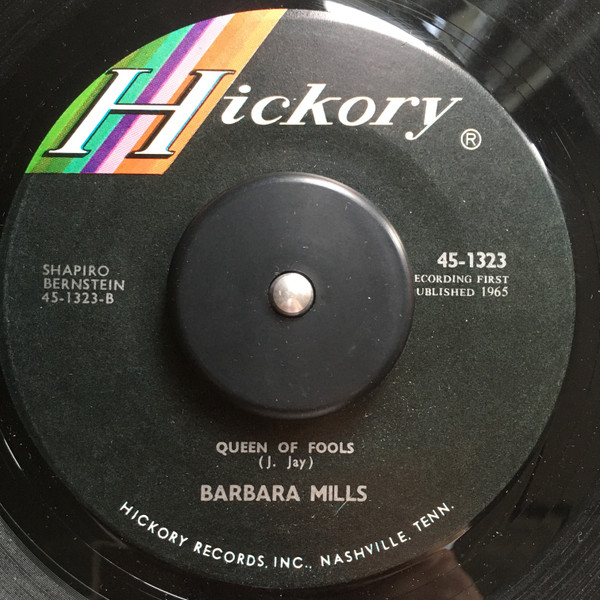 Hickory
®
SHAPIRO
BERNSTEIN
45-1323-B
45-1323
ECORDING FIRST
UBLISHED 1965
QUEEN OF FOOLS
(J. Jay)
BARBARA MILLS
HICKORY RECORDS, INC., NASHVILLE, TENN.